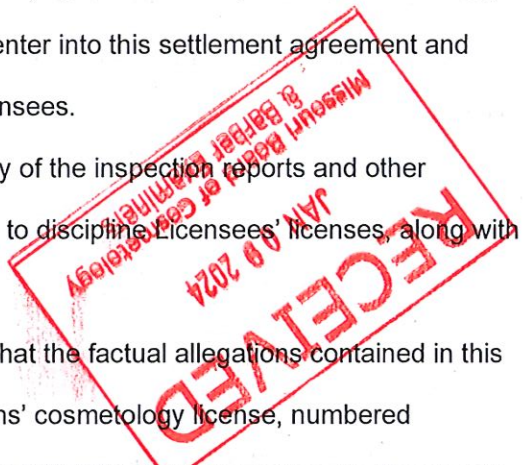 enter into this settlement agreement and
nsees.
y of the inspection reports and other
to discipline Licensees' licenses, along with
hat the factual allegations contained in this
ns' cosmetology license, numbered
RECEIVED
JAN 09 2024
Missouri Board of Cosmetology
& Barber Examiners